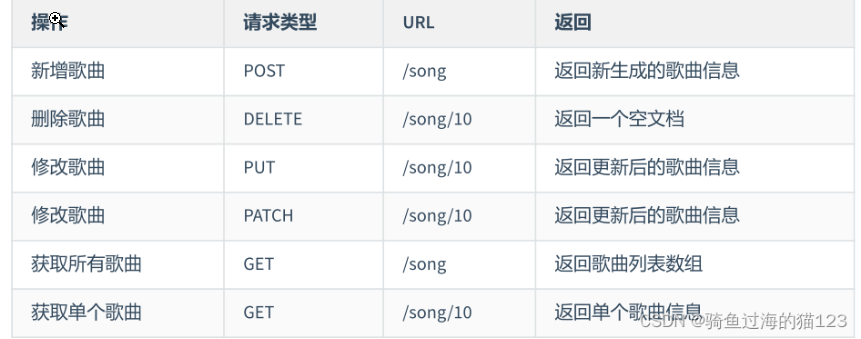 操作 请求类型 URL 返回
新增歌曲 POST /song 返回新生成的歌曲信息
删除歌曲 DELETE /song/10 返回一个空文档
修改歌曲 PUT /song/10 返回更新后的歌曲信息
修改歌曲 PATCH /song/10 返回更新后的歌曲信息
获取所有歌曲 GET /song 返回歌曲列表数组
获取单个歌曲 GET /song/10 返回单个歌曲信息
CSDN @骑鱼过海的猫123